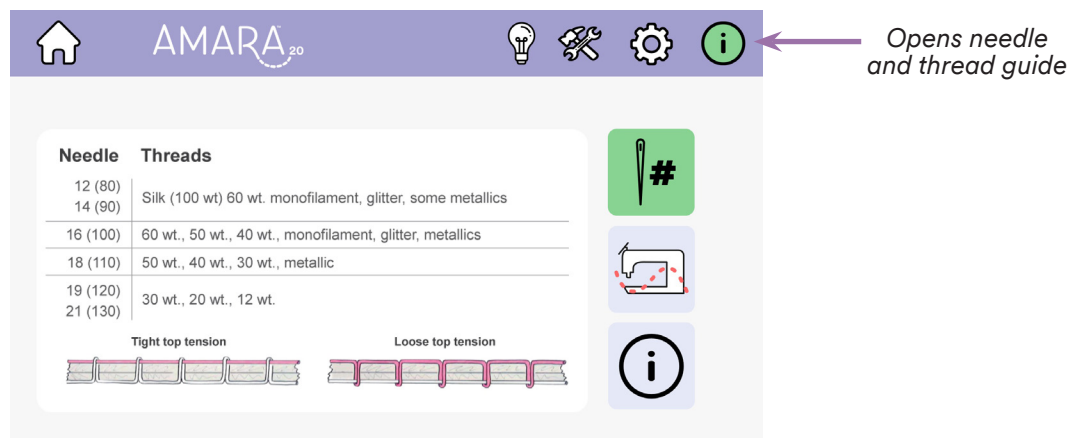 AMARA™ 20
Opens needle
and thread guide
Needle Threads
12 (80)
14 (90)
Silk (100 wt) 60 wt. monofilament, glitter, some metallics
16 (100) 60 wt., 50 wt., 40 wt., monofilament, glitter, metallics
18 (110) 50 wt., 40 wt., 30 wt., metallic
19 (120)
21 (130)
30 wt., 20 wt., 12 wt.
Tight top tension Loose top tension
#
i
i